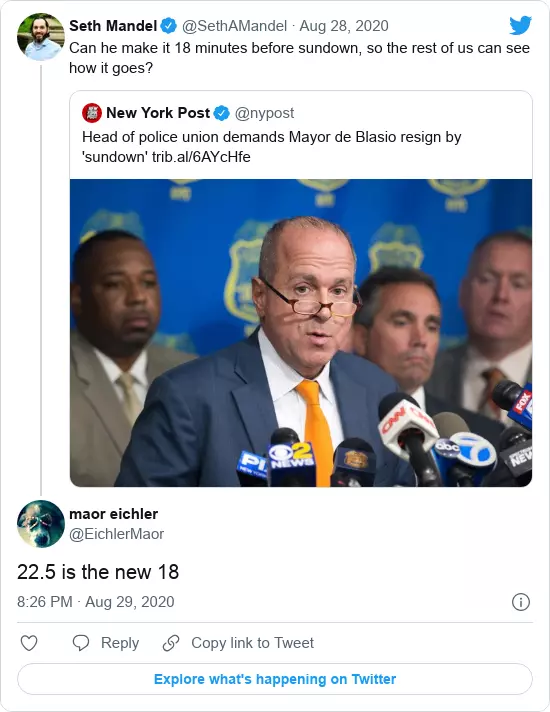 Seth Mandel @SethAMandel · Aug 28, 2020
Can he make it 18 minutes before sundown, so the rest of us can see
how it goes?
New York Post @nypost
Head of police union demands Mayor de Blasio resign by
'sundown' trib.al/6AYcHfe
FOX
CNN
abc 7
2
NEWS
NEWS
maor eichler
@EichlerMaor
22.5 is the new 18
8:26 PM · Aug 29, 2020
Reply
Copy link to Tweet
Explore what's happening on Twitter